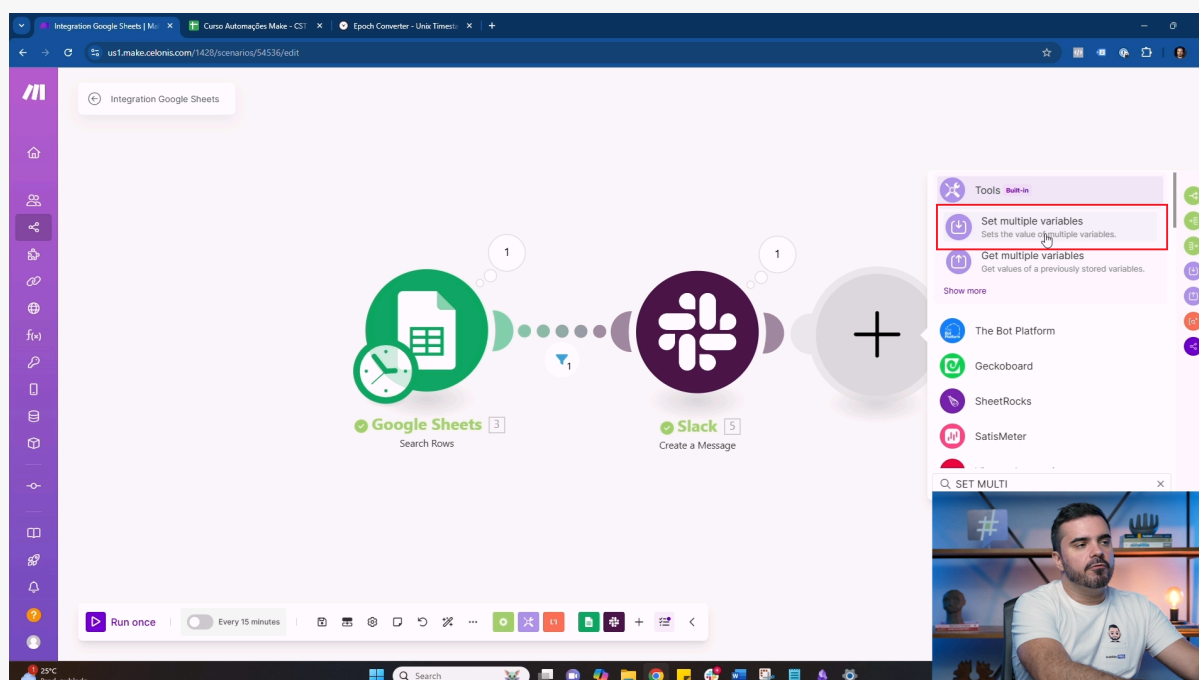 Integration Google Sheets | Ma
Curso Automações Make - CST
Epoch Converter - Unix Timesta
us1.make.celonis.com/1428/scenarios/54536/edit
Integration Google Sheets
Tools Built-in
Set multiple variables
Sets the value of multiple variables.
Get multiple variables
Get values of a previously stored variables.
Show more
1
1
The Bot Platform
1
Geckoboard
SheetRocks
Google Sheets 3
Search Rows
Slack 5
Create a Message
SatisMeter
SET MULTI
Run once
Every 15 minutes
1
25°C
Search